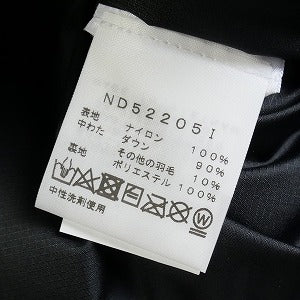 ND52205I
表地 ナイロン 100%
中わた ダウン 90%
その他の羽毛 10%
裏地 ポリエステル 100%
中性洗剤使用